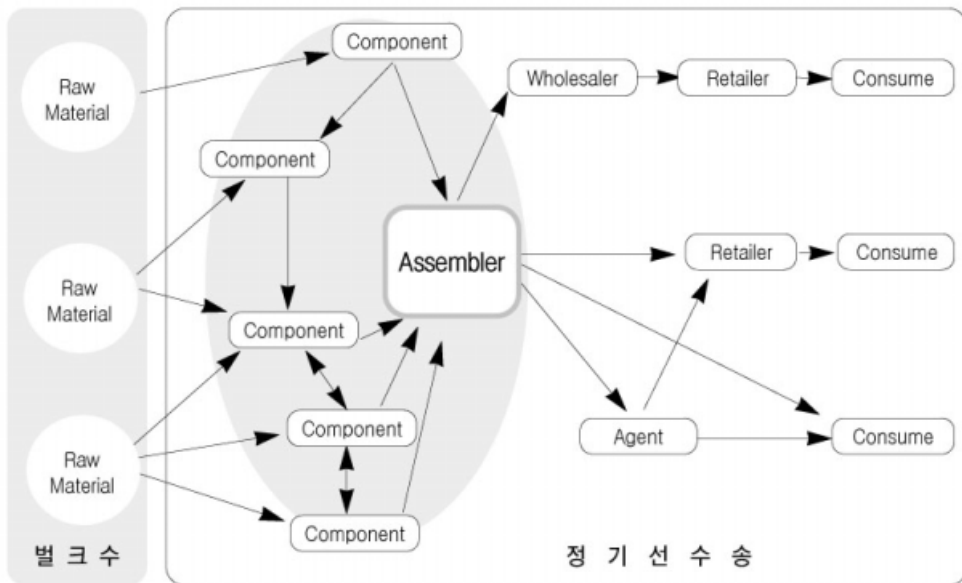 Component
Raw
Material
Wholesaler
Retailer
Consume
Component
Assembler
Retailer
Consume
Raw
Material
Component
Component
Agent
Consume
Raw
Material
Component
벌 크 수
정 기 선 수 송